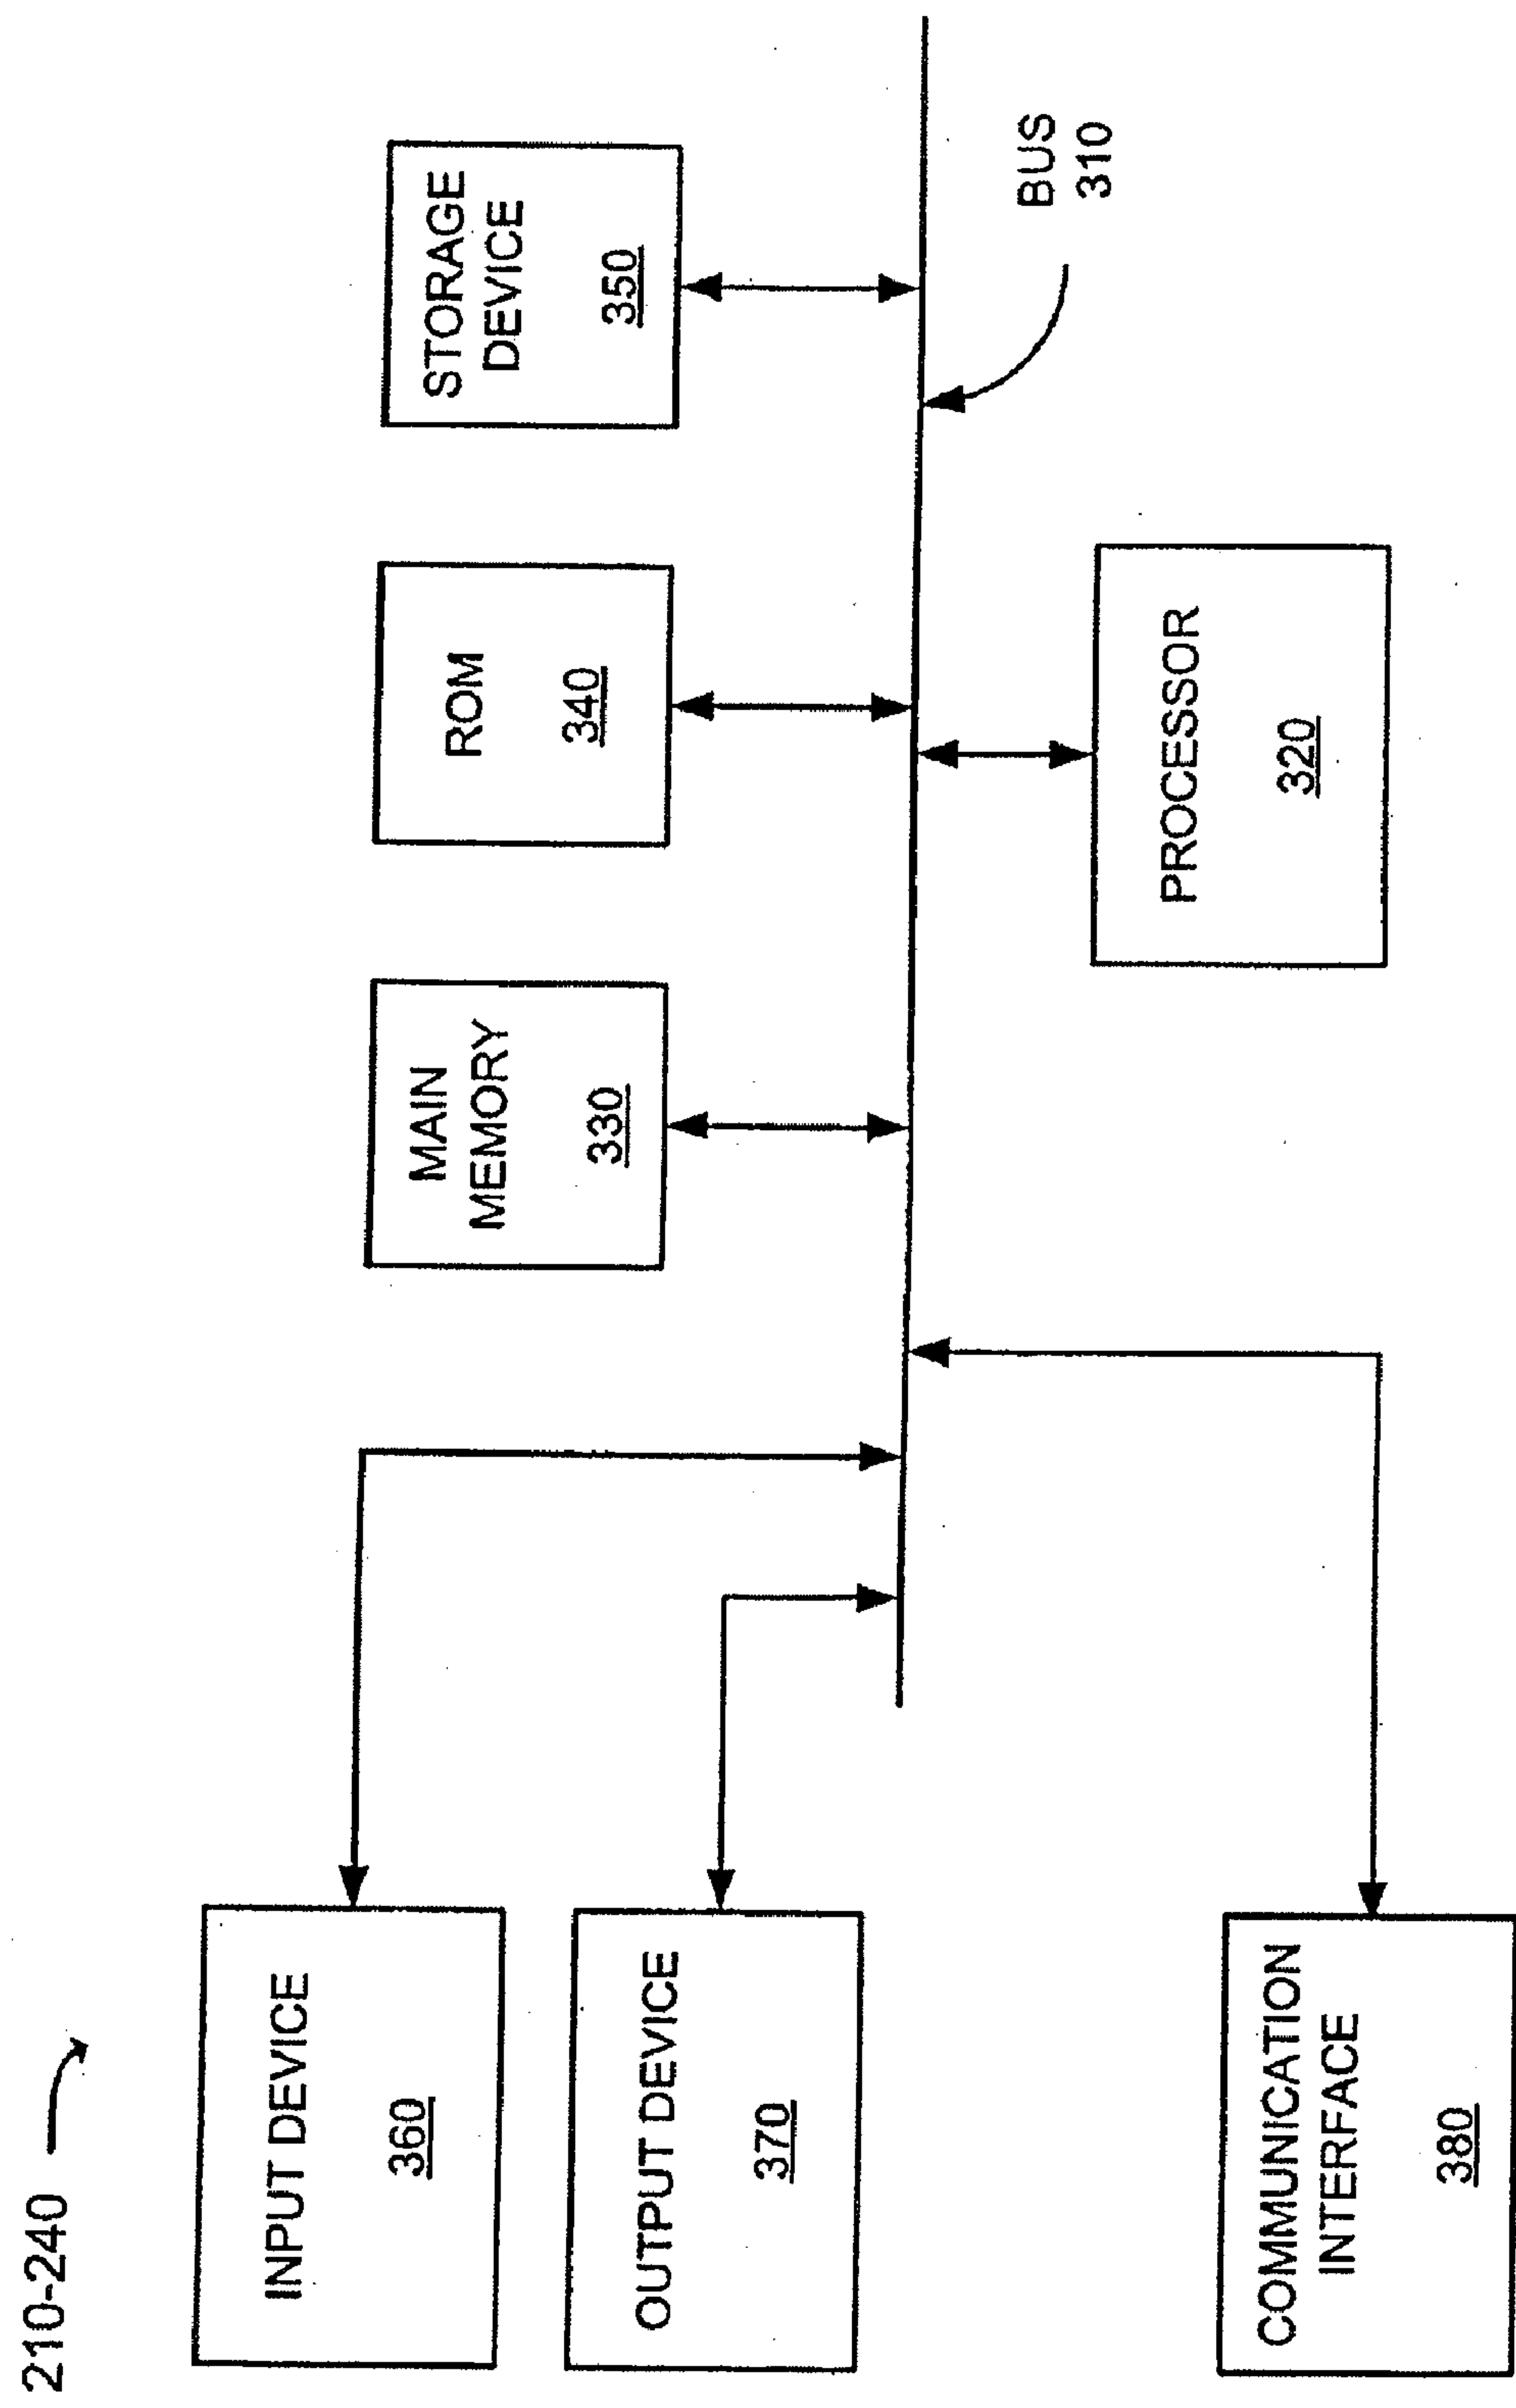 210-240
INPUT DEVICE
360
OUTPUT DEVICE
370
COMMUNICATION
INTERFACE
380
MAIN
MEMORY
330
ROM
340
STORAGE
DEVICE
350
PROCESSOR
320
BUS
310